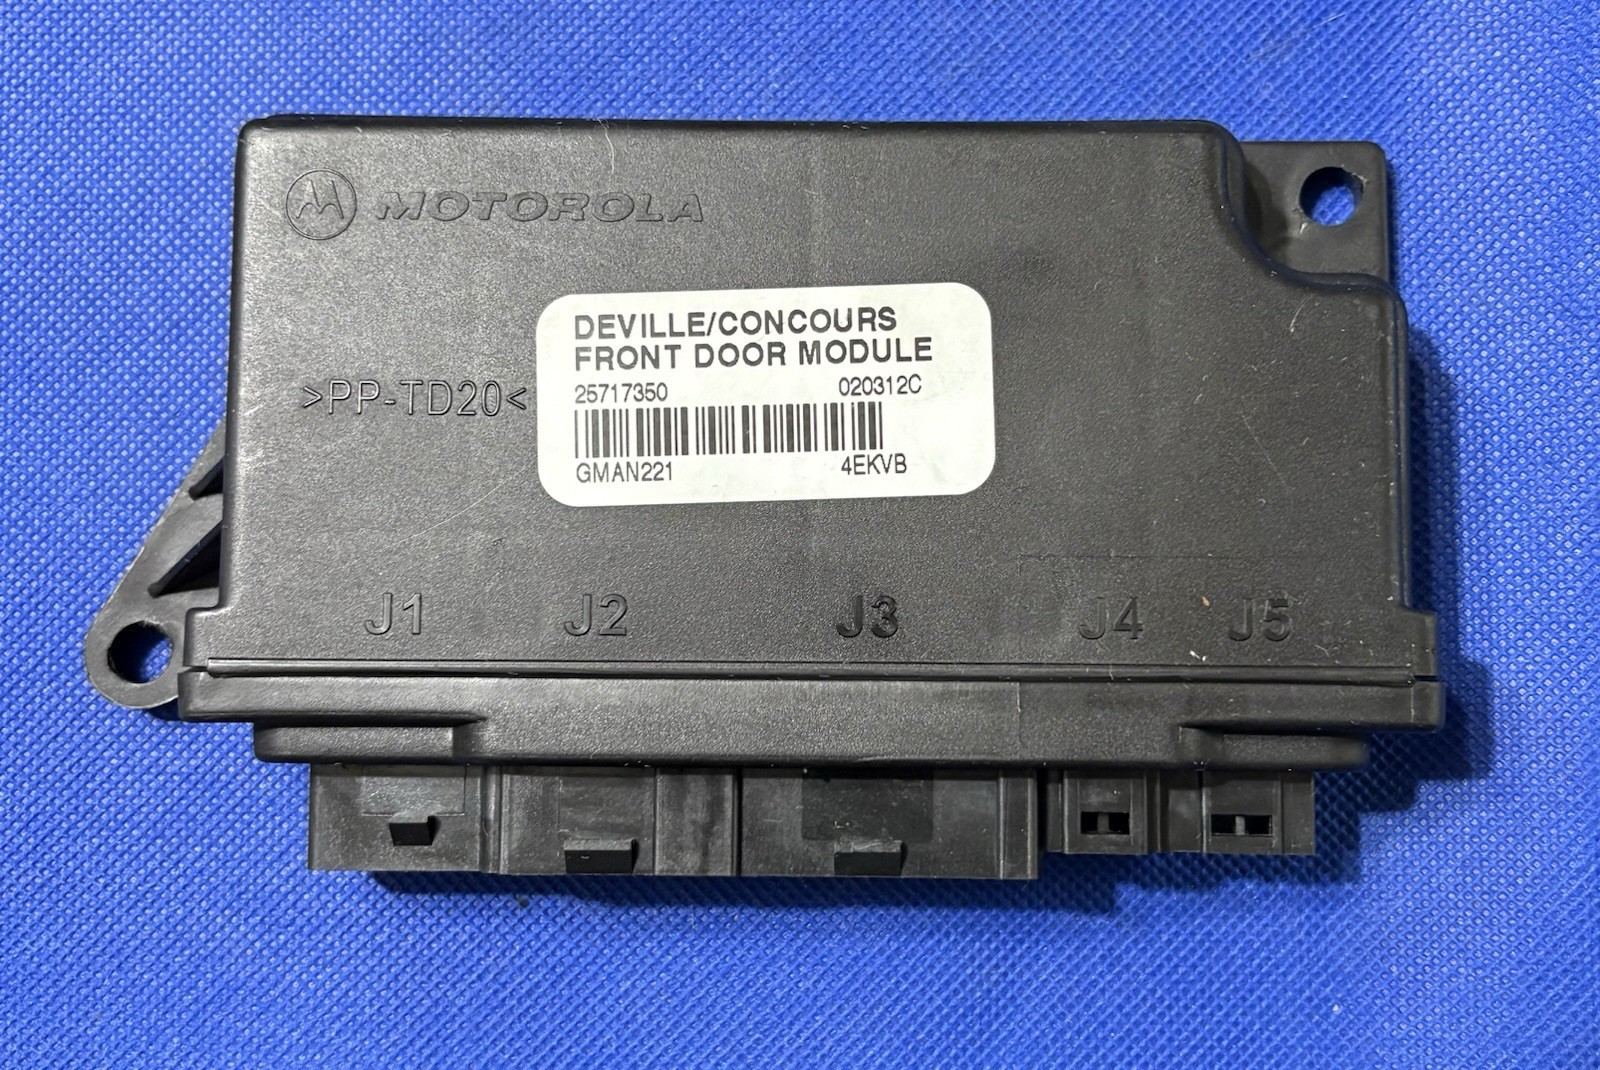 MOTOROLA
DEVILLE/CONCOURS
FRONT DOOR MODULE
25717350 020312C
>PP-TD20<
GMAN221 4EKVB
J1 J2 J3 J4 J5